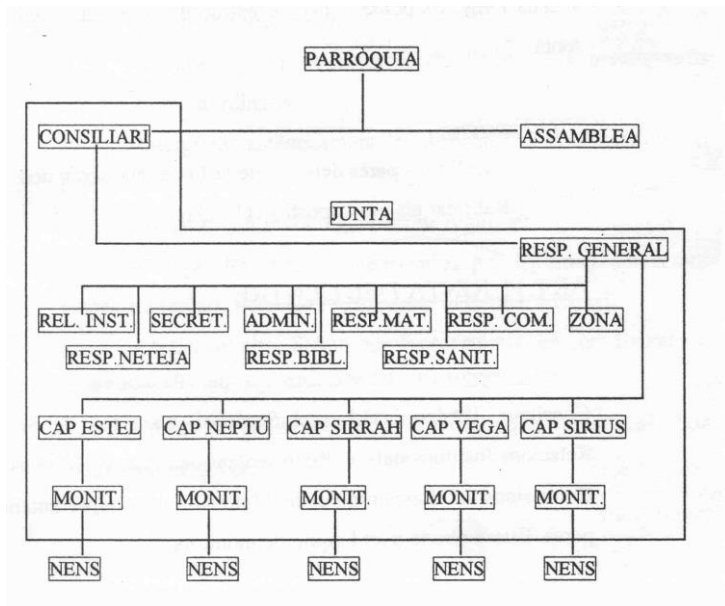 PARRÒQUIA
CONSILIARI ASSAMBLEA
JUNTA
RESP. GENERAL
REL. INST. SECRET. ADMIN. RESP.MAT. RESP. COM. ZONA
RESP.NETEJA RESP.BIBL. RESP.SANIT.
CAP ESTEL CAP NEPTÚ CAP SIRRAH CAP VEGA CAP SIRIUS
MONIT. MONIT. MONIT. MONIT. MONIT.
NENS NENS NENS NENS NENS